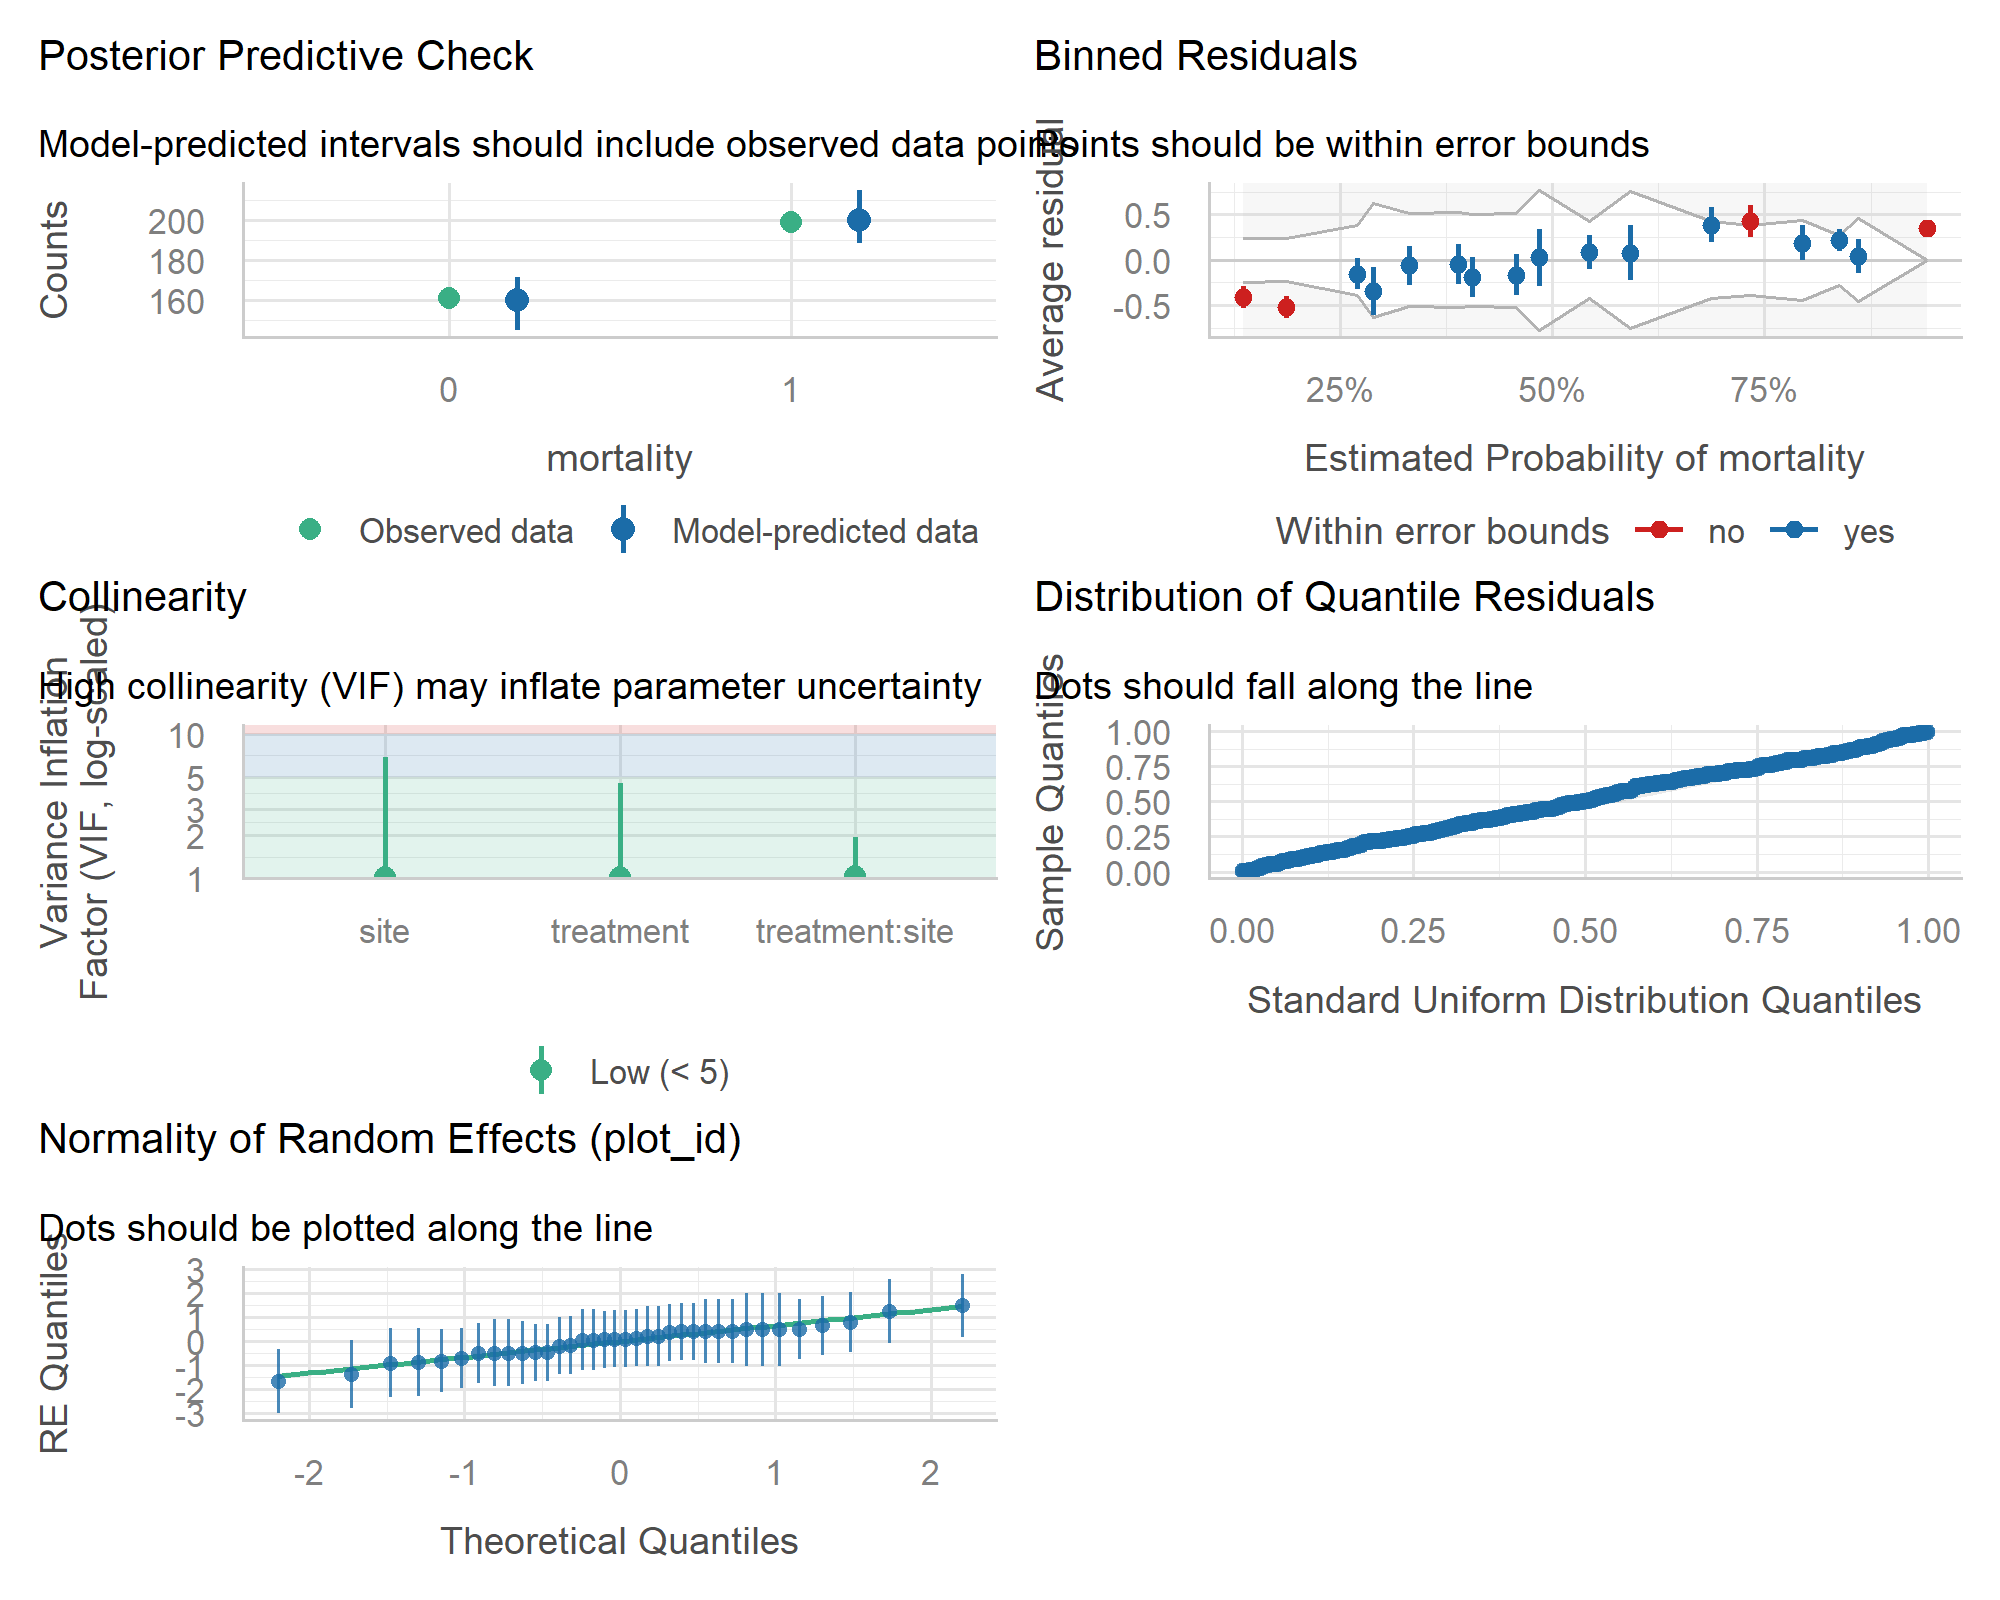 Posterior Predictive Check
Model-predicted intervals should include observed data points
Counts
200
180
160
0
1
mortality
Observed data
Model-predicted data
Binned Residuals
Points should be within error bounds
Average residual
0.5
0.0
-0.5
25%
50%
75%
Estimated Probability of mortality
Within error bounds
no
yes
Collinearity
High collinearity (VIF) may inflate parameter uncertainty
Variance Inflation
Factor (VIF, log-scaled)
10
5
3
2
1
site
treatment
treatment:site
Low (< 5)
Distribution of Quantile Residuals
Dots should fall along the line
Sample Quantiles
1.00
0.75
0.50
0.25
0.00
0.00
0.25
0.50
0.75
1.00
Standard Uniform Distribution Quantiles
Normality of Random Effects (plot_id)
Dots should be plotted along the line
RE Quantiles
3
2
1
0
-1
-2
-3
-2
-1
0
1
2
Theoretical Quantiles